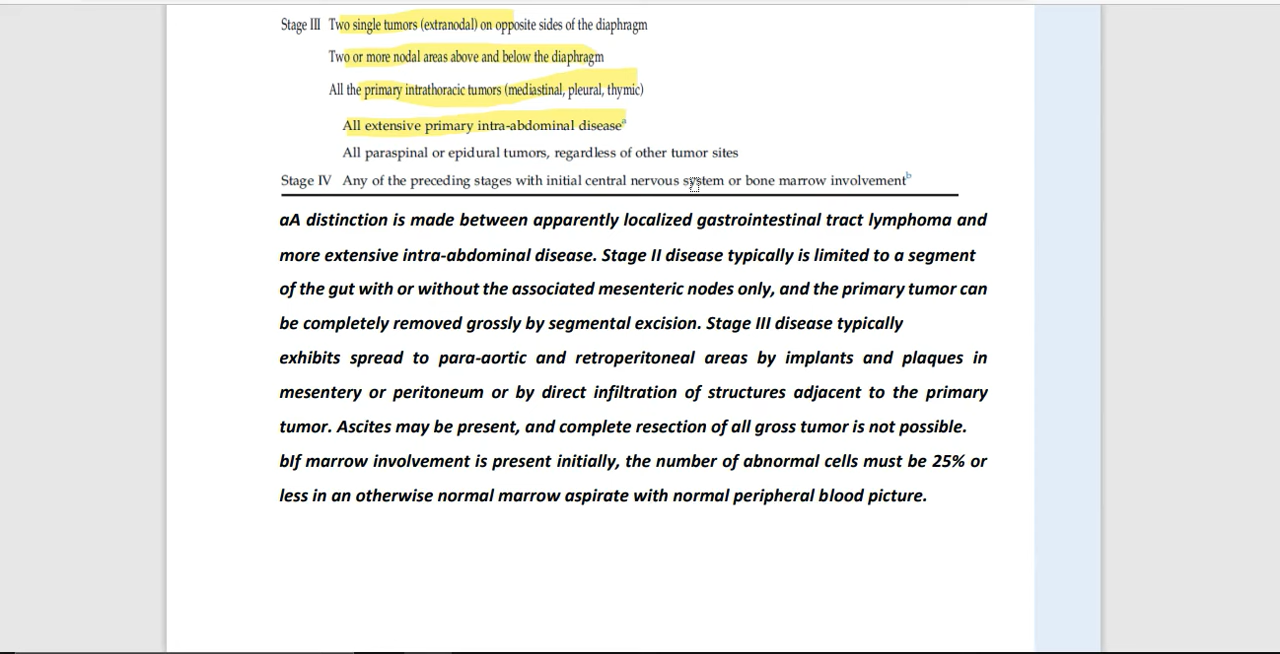 Stage III Two single tumors (extranodal) on opposite sides of the diaphragm
Two or more nodal areas above and below the diaphragm
All the primary intrathoracic tumors (mediastinal, pleural, thymic)
All extensive primary intra-abdominal diseasea
All paraspinal or epidural tumors, regardless of other tumor sites
Stage IV Any of the preceding stages with initial central nervous system or bone marrow involvementb
aA distinction is made between apparently localized gastrointestinal tract lymphoma and
more extensive intra-abdominal disease. Stage II disease typically is limited to a segment
of the gut with or without the associated mesenteric nodes only, and the primary tumor can
be completely removed grossly by segmental excision. Stage III disease typically
exhibits spread to para-aortic and retroperitoneal areas by implants and plaques in
mesentery or peritoneum or by direct infiltration of structures adjacent to the primary
tumor. Ascites may be present, and complete resection of all gross tumor is not possible.
bIf marrow involvement is present initially, the number of abnormal cells must be 25% or
less in an otherwise normal marrow aspirate with normal peripheral blood picture.